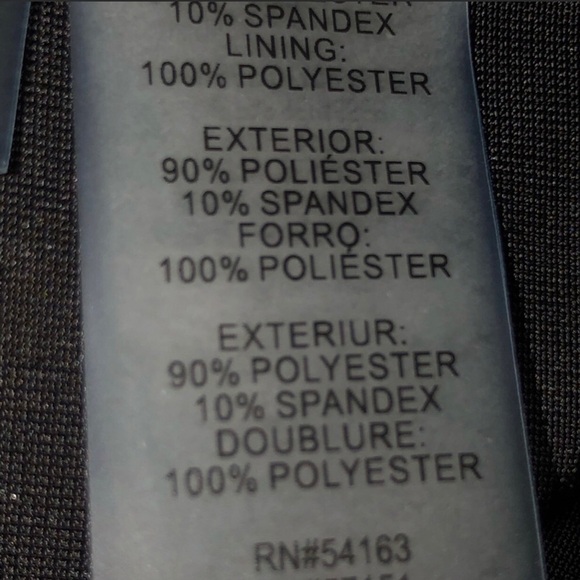 10% SPANDEX
LINING:
100% POLYESTER
EXTERIOR:
90% POLIÉSTER
10% SPANDEX
FORRO:
100% POLIÉSTER
EXTERIUR:
90% POLYESTER
10% SPANDEX
DOUBLURE:
100% POLYESTER
RN#54163